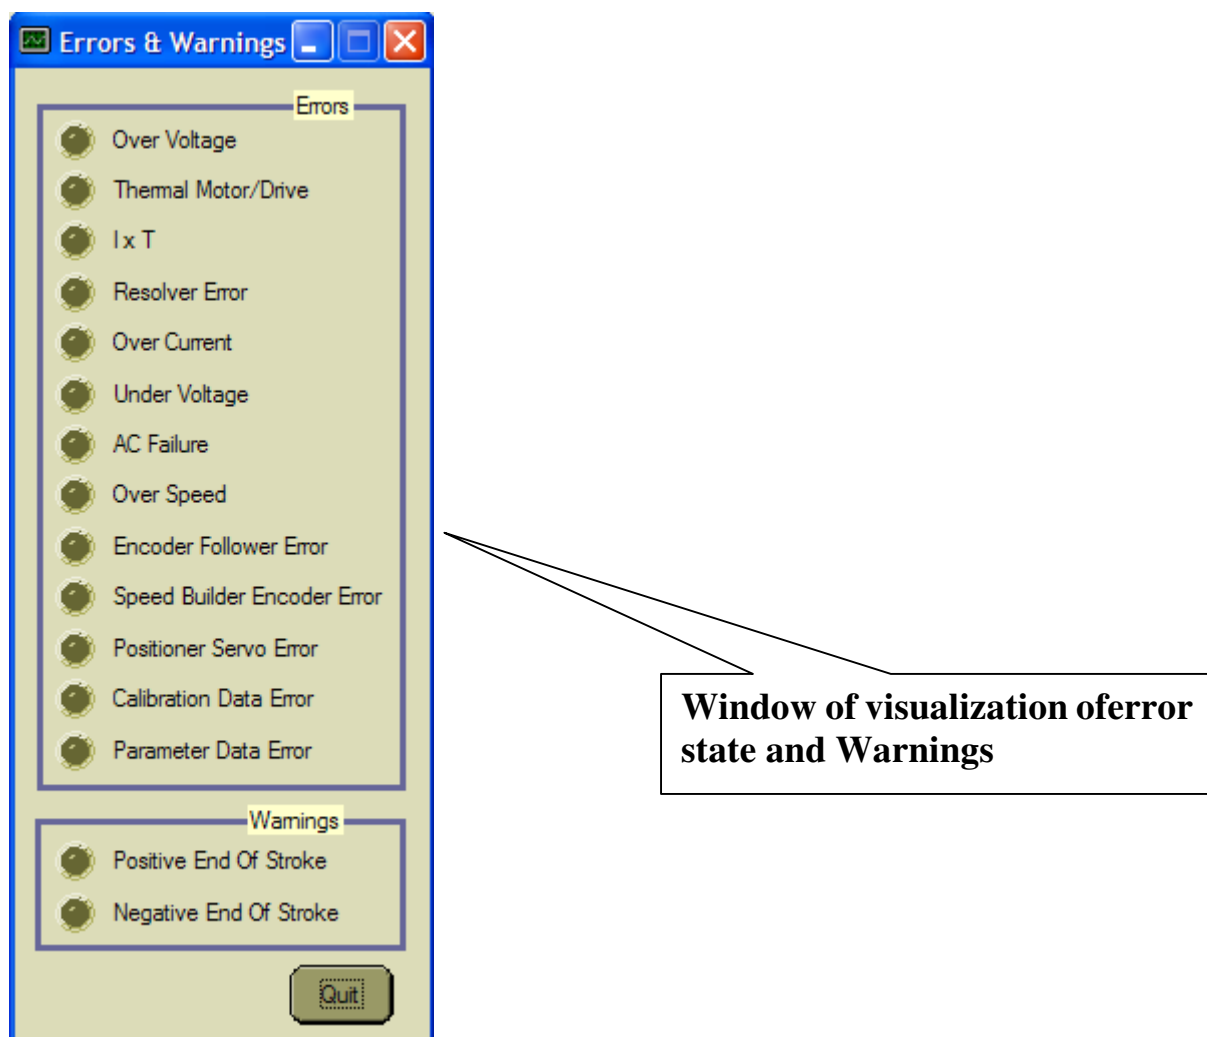 Errors & Warnings
Errors
Over Voltage
Thermal Motor/Drive
I x T
Resolver Error
Over Current
Under Voltage
AC Failure
Over Speed
Encoder Follower Error
Speed Builder Encoder Error
Positioner Servo Error
Calibration Data Error
Parameter Data Error
Warnings
Positive End Of Stroke
Negative End Of Stroke
Quit
Window of visualization oferror
state and Warnings